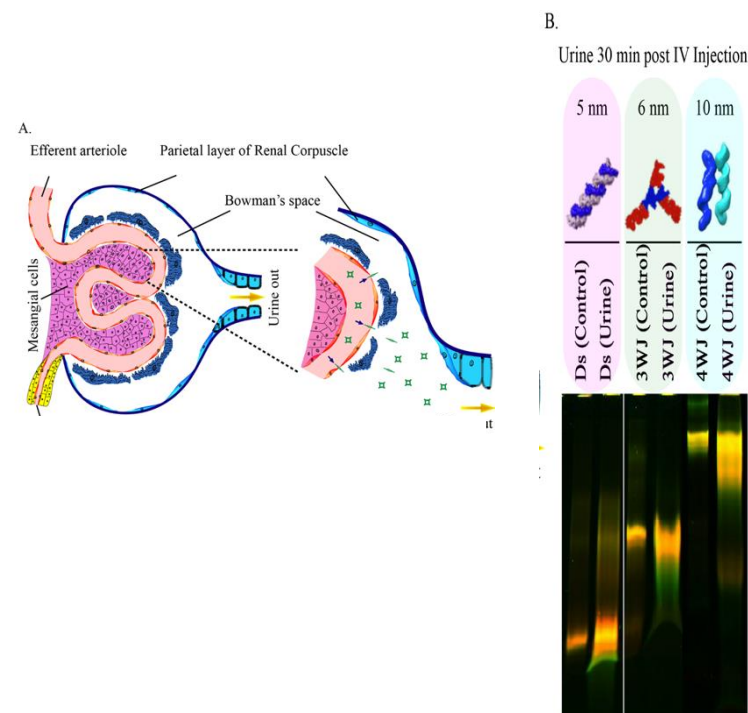 A.
Efferent arteriole
Parietal layer of Renal Corpuscle
Bowman's space
Mesangial cells
Urine out
ıt
B.
Urine 30 min post IV Injection
5 nm
6 nm
10 nm
Ds (Control)
Ds (Urine)
3WJ (Control)
3WJ (Urine)
4WJ (Control)
4WJ (Urine)